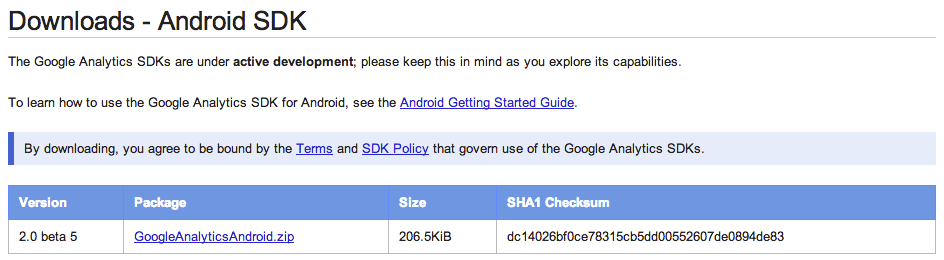 Downloads - Android SDK
The Google Analytics SDKs are under active development; please keep this in mind as you explore its capabilities.
To learn how to use the Google Analytics SDK for Android, see the Android Getting Started Guide.
By downloading, you agree to be bound by the Terms and SDK Policy that govern use of the Google Analytics SDKs.
Version Package Size SHA1 Checksum
2.0 beta 5 GoogleAnalyticsAndroid.zip 206.5KiB dc14026bf0ce78315cb5dd00552607de0894de83